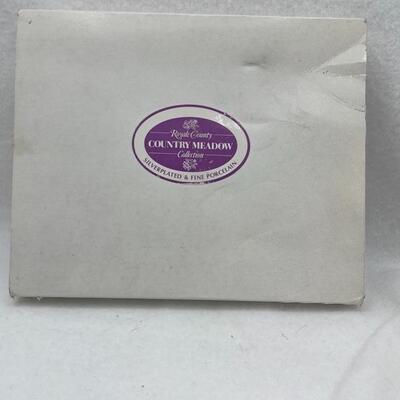 Royale County
COUNTRY MEADOW
Collection
SILVERPLATED & FINE PORCELAIN